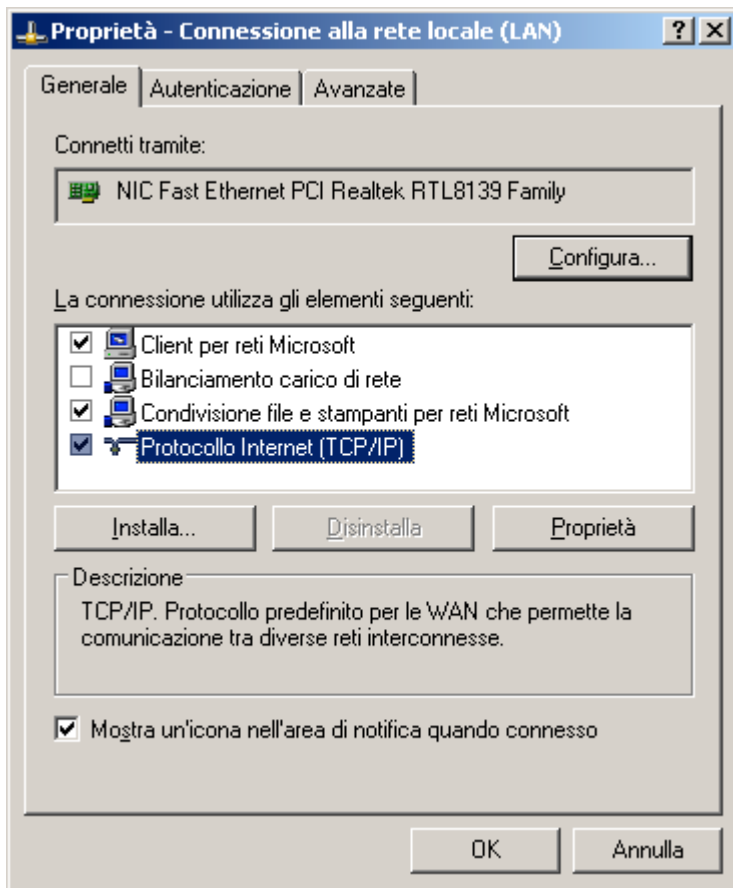 Proprietà - Connessione alla rete locale (LAN)
Generale
Autenticazione
Avanzate
Connetti tramite:
NIC Fast Ethernet PCI Realtek RTL8139 Family
Configura...
La connessione utilizza gli elementi seguenti:
Client per reti Microsoft
Bilanciamento carico di rete
Condivisione file e stampanti per reti Microsoft
Protocollo Internet (TCP/IP)
Installa...
Disinstalla
Proprietà
Descrizione
TCP/IP. Protocollo predefinito per le WAN che permette la
comunicazione tra diverse reti interconnesse.
Mostra un'icona nell'area di notifica quando connesso
OK
Annulla